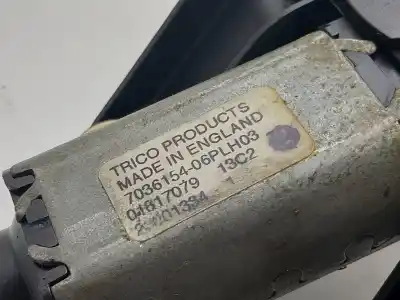 TRICO PRODUCTS
MADE IN ENGLAND
7036154-06PLH03
04817079 13C2